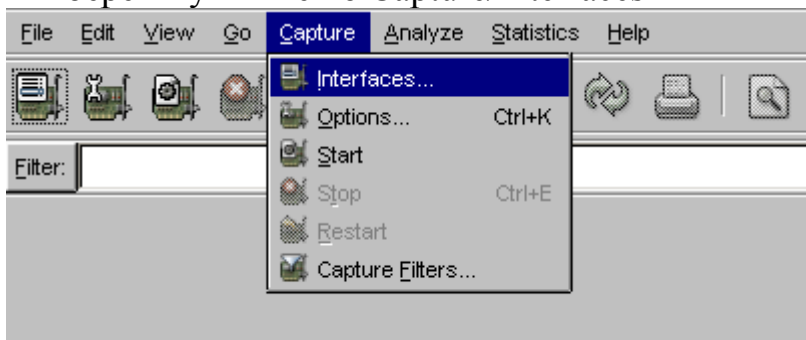 File Edit View Go Capture Analyze Statistics Help
Interfaces...
Options... Ctrl+K
Start
Filter:
Stop Ctrl+E
Restart
Capture Filters...